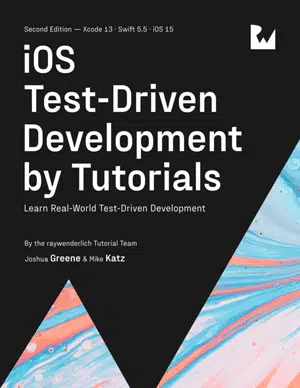 Second Edition — Xcode 13 · Swift 5.5 · iOS 15
iOS
Test-Driven
Development
by Tutorials
Learn Real-World Test-Driven Development
By the raywenderlich Tutorial Team
Joshua Greene & Mike Katz